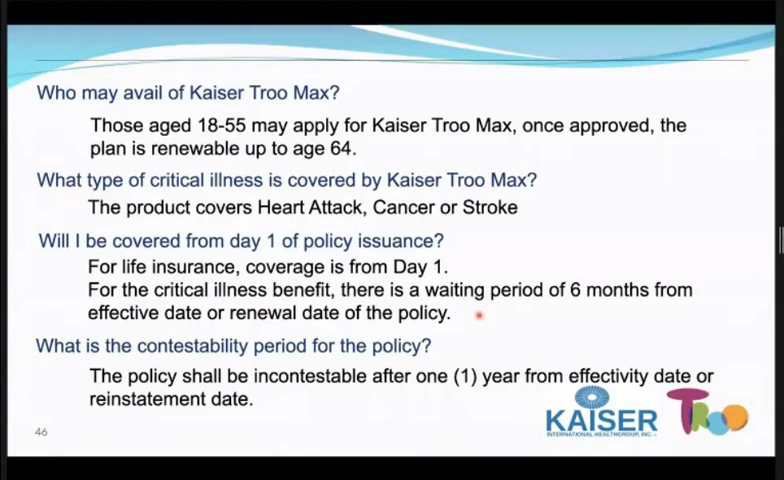 Who may avail of Kaiser Troo Max?
Those aged 18-55 may apply for Kaiser Troo Max, once approved, the
plan is renewable up to age 64.
What type of critical illness is covered by Kaiser Troo Max?
The product covers Heart Attack, Cancer or Stroke
Will I be covered from day 1 of policy issuance?
For life insurance, coverage is from Day 1.
For the critical illness benefit, there is a waiting period of 6 months from
effective date or renewal date of the policy.
What is the contestability period for the policy?
The policy shall be incontestable after one (1) year from effectivity date or
reinstatement date.
46
KAISER
INTERNATIONAL HEALTHGROUP, INC.
Troo